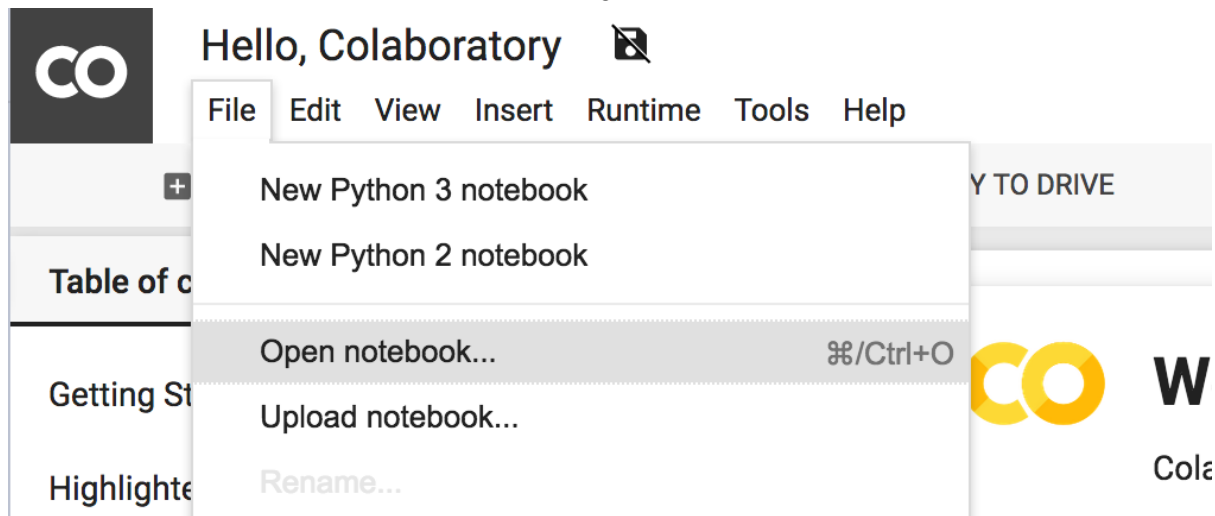 CO
Hello, Colaboratory
File Edit View Insert Runtime Tools Help
New Python 3 notebook
Y TO DRIVE
New Python 2 notebook
Table of c
Open notebook... ⌘/Ctrl+O
CO
W
Getting St
Upload notebook...
Cola
Highlighte
Rename...